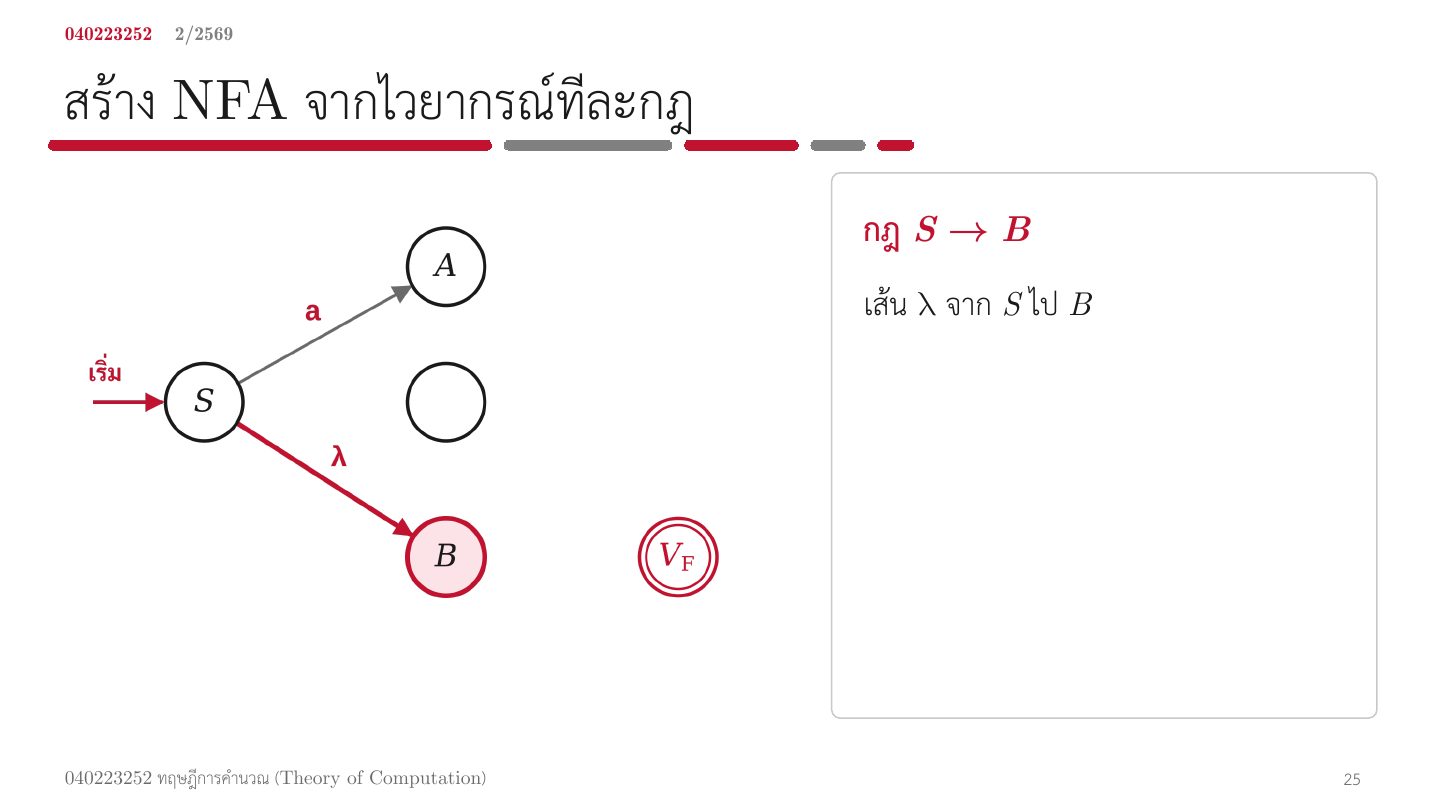 040223252 2/2569
สร้าง NFA จากไวยากรณ์ทีละกฎ
กฎ S → B
เส้น λ จาก S ไป B
A
a
เริ่ม
S
λ
B
V_F
040223252 ทฤษฎีการคำนวณ (Theory of Computation)
25